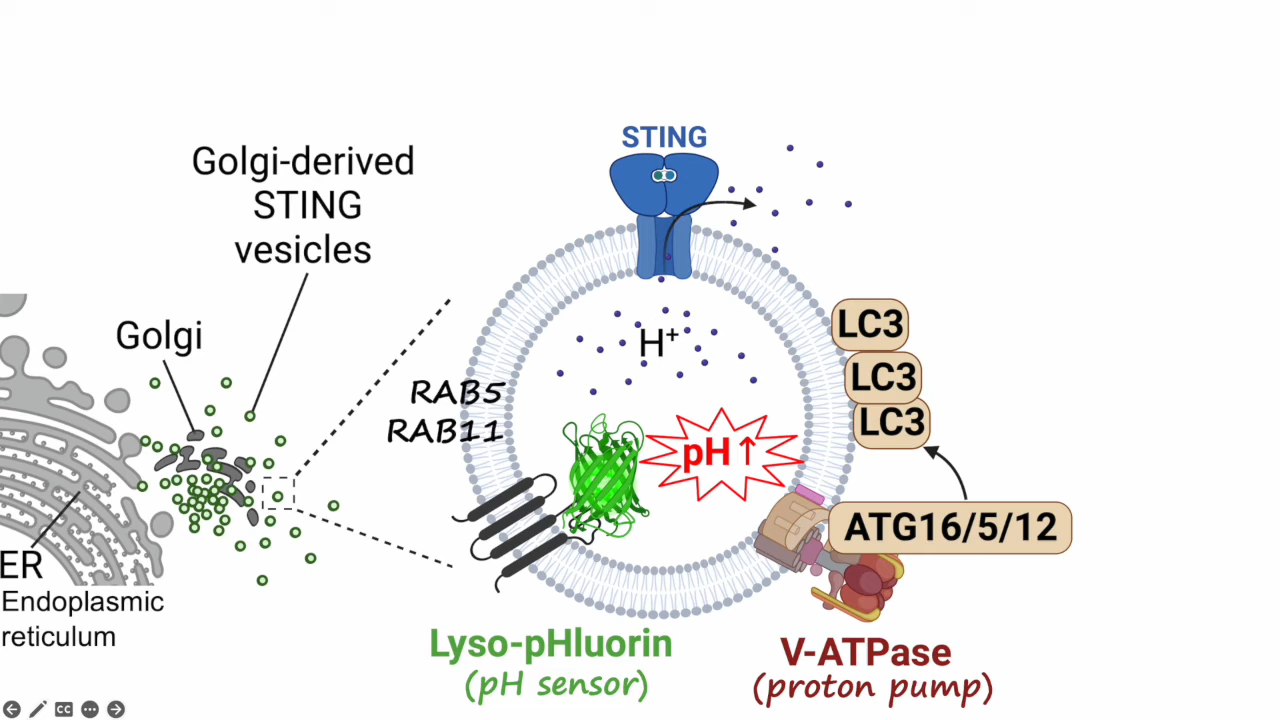 STING
Golgi-derived
STING
vesicles
Golgi
H+
RAB5
RAB11
pH ↑
LC3
LC3
LC3
ATG16/5/12
ER
Endoplasmic
reticulum
Lyso-pHluorin
(pH sensor)
V-ATPase
(proton pump)
CC